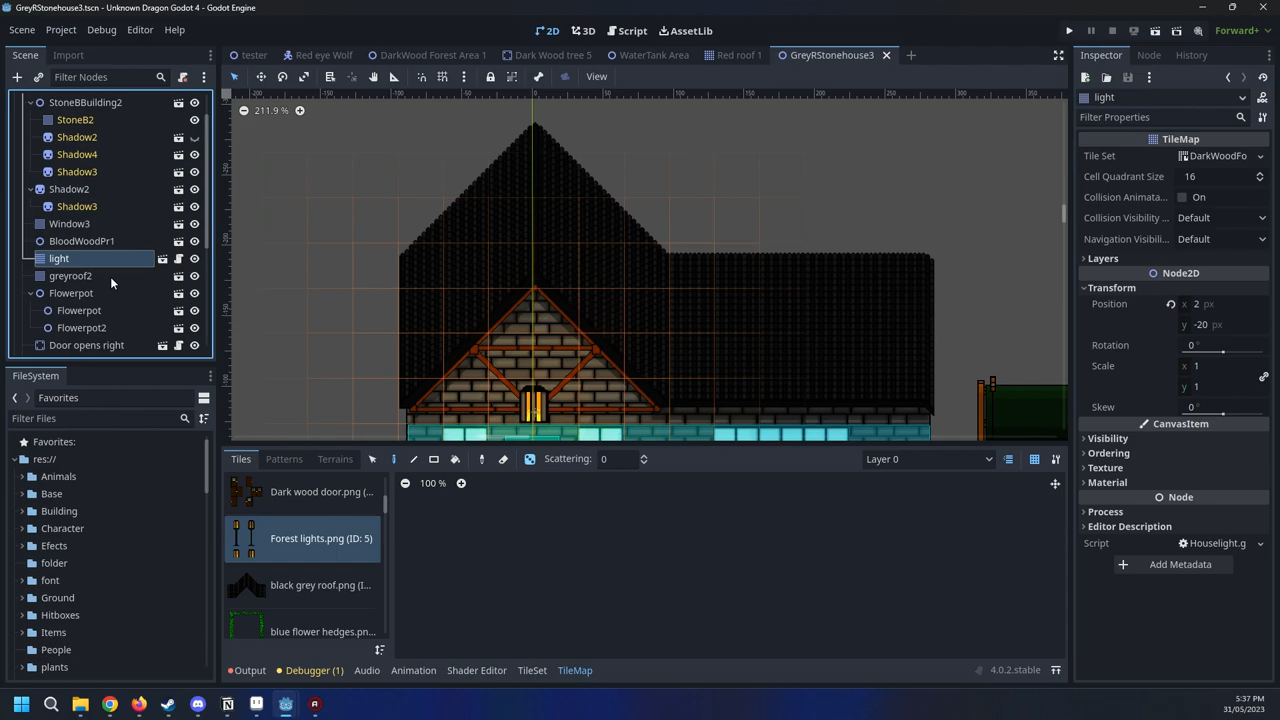 GreyRStonehouse3.tscn - Unknown Dragon Godot 4 - Godot Engine
Scene Project Debug Editor Help
2D 3D Script AssetLib
Forward+
Scene Import
tester Red eye Wolf DarkWood Forest Area 1 Dark Wood tree 5 WaterTank Area Red roof 1 GreyRStonehouse3
Inspector Node History
Filter Nodes
View
211.9 %
StoneBBuilding2
StoneB2
Shadow2
Shadow4
Shadow3
Shadow2
Shadow3
Window3
BloodWoodPr1
light
greyroof2
Flowerpot
Flowerpot
Flowerpot2
Door opens right
FileSystem
Favorites
Filter Files
Favorites:
res://
Animals
Base
Building
Character
Efects
folder
font
Ground
Hitboxes
Items
People
plants
Tiles Patterns Terrains
Scattering: 0
Layer 0
100 %
Dark wood door.png (...
Forest lights.png (ID: 5)
black grey roof.png (I...
blue flower hedges.pn...
Output Debugger (1) Audio Animation Shader Editor TileSet TileMap
4.0.2.stable
light
Filter Properties
TileMap
Tile Set DarkWoodFo
Cell Quadrant Size 16
Collision Animata... On
Collision Visibility ... Default
Navigation Visibili... Default
Layers
Node2D
Transform
Position x 2 px
y -20 px
Rotation 0 °
Scale x 1
y 1
Skew 0 °
CanvasItem
Visibility
Ordering
Texture
Material
Node
Process
Editor Description
Script Houselight.g
Add Metadata
5:37 PM
31/05/2023